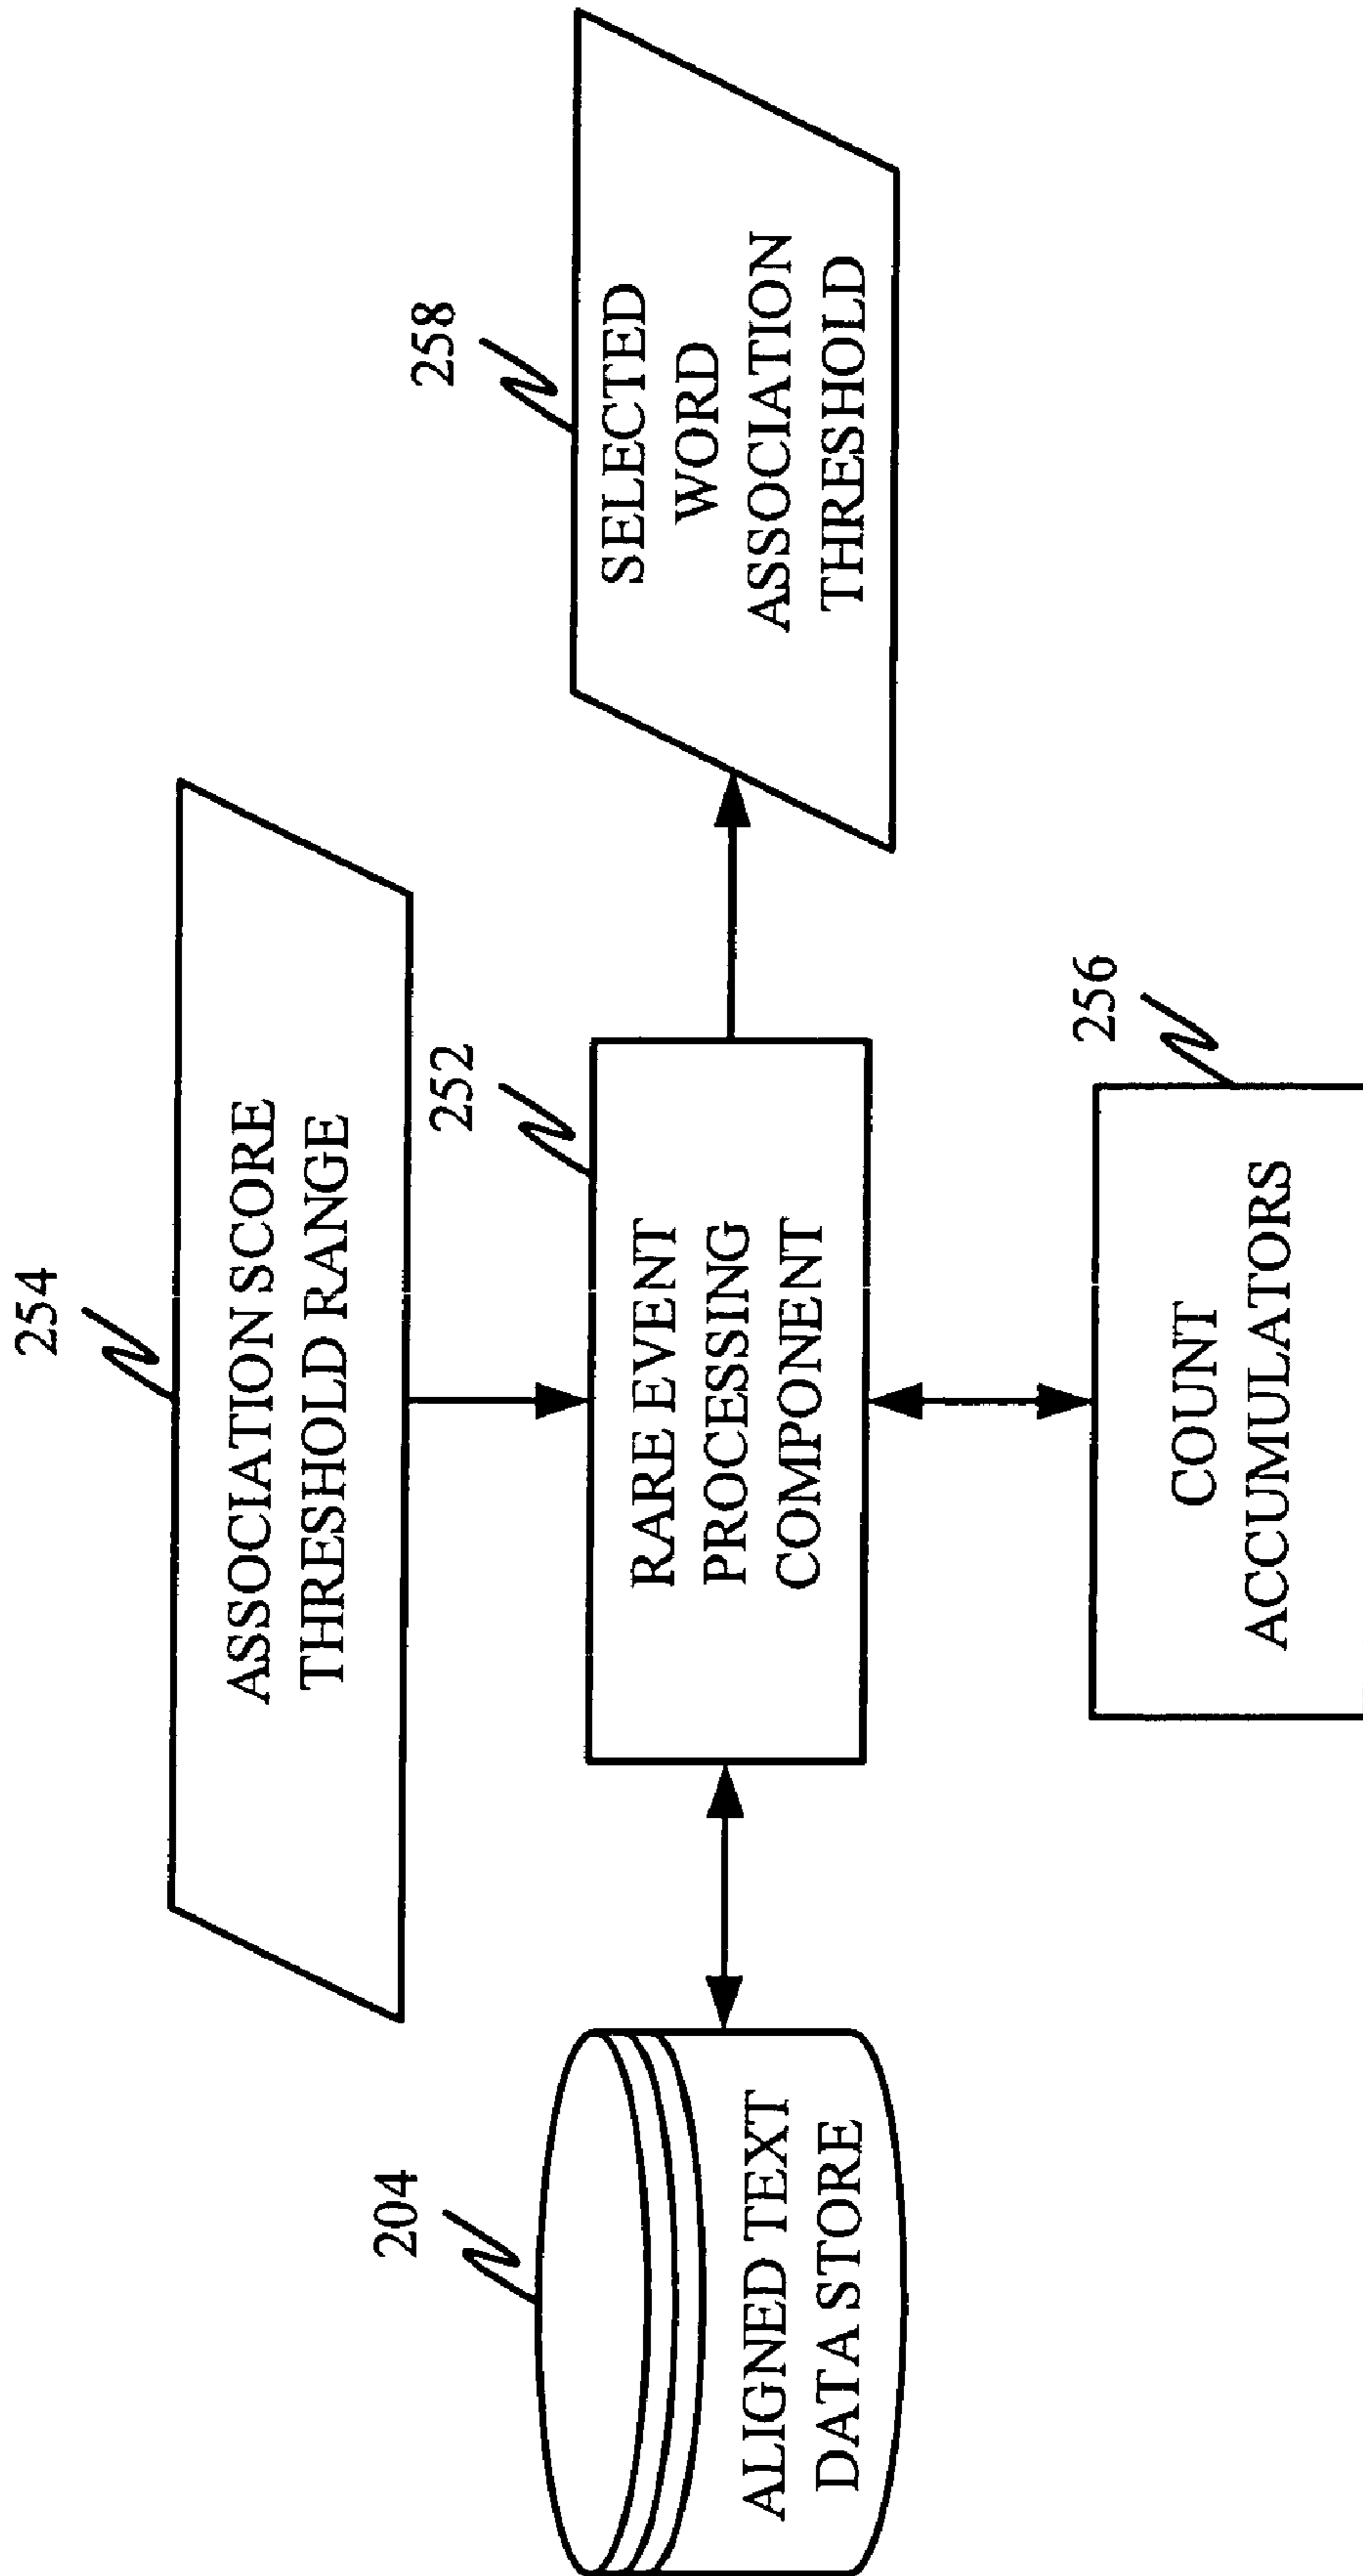 254
ASSOCIATION SCORE
THRESHOLD RANGE
204
ALIGNED TEXT
DATA STORE
252
RARE EVENT
PROCESSING
COMPONENT
258
SELECTED
WORD
ASSOCIATION
THRESHOLD
256
COUNT
ACCUMULATORS